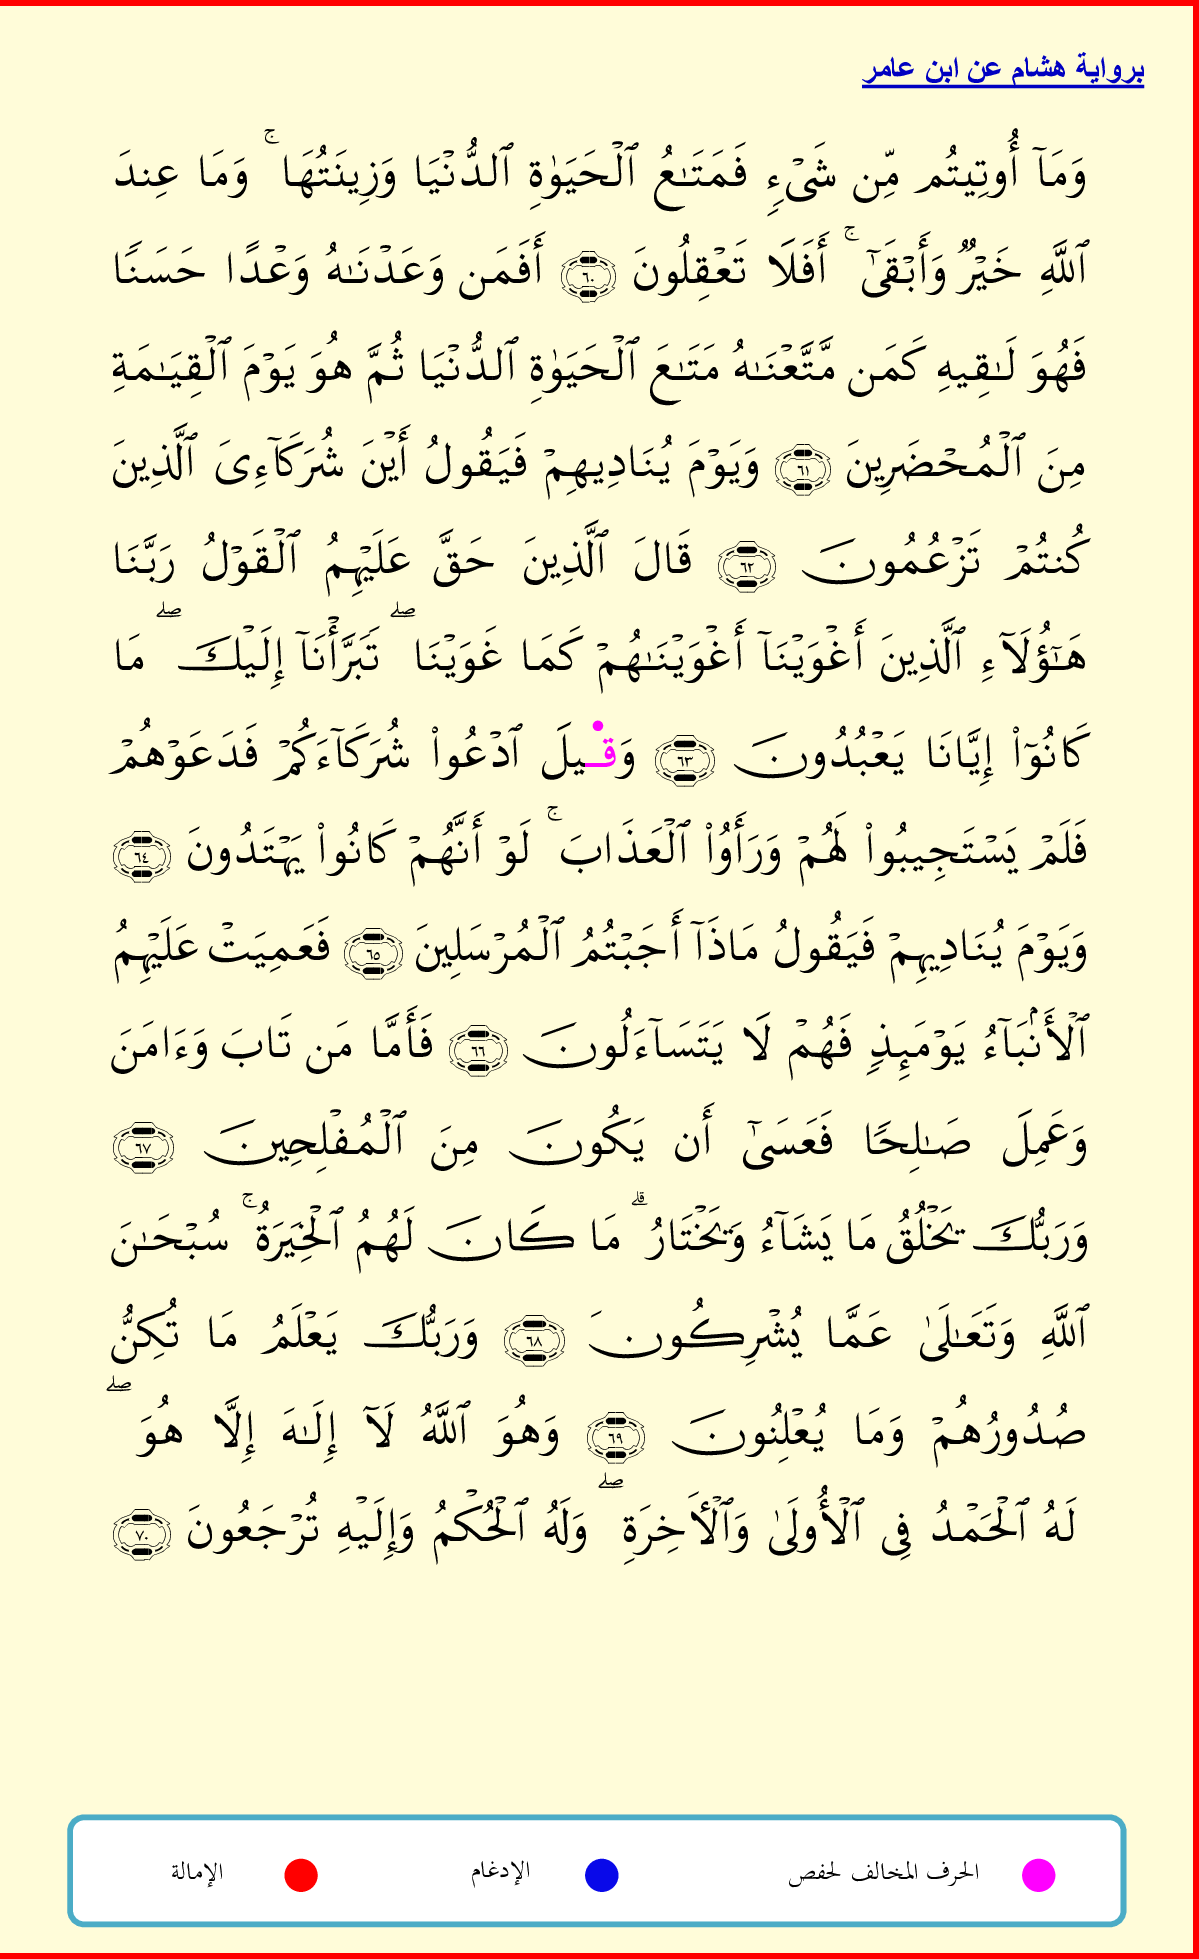 برواية هشام عن ابن عامر
وَمَآ أُوتِيتُم مِّن شَىْءٍ فَمَتَـٰعُ ٱلْحَيَوٰةِ ٱلدُّنْيَا وَزِينَتُهَا ۚ وَمَا عِندَ
ٱللَّهِ خَيْرٌ وَأَبْقَىٰٓ ۚ أَفَلَا تَعْقِلُونَ ٦٠ أَفَمَن وَعَدْنَـٰهُ وَعْدًا حَسَنًا
فَهُوَ لَـٰقِيهِ كَمَن مَّتَّعْنَـٰهُ مَتَـٰعَ ٱلْحَيَوٰةِ ٱلدُّنْيَا ثُمَّ هُوَ يَوْمَ ٱلْقِيَـٰمَةِ
مِنَ ٱلْمُحْضَرِينَ ٦١ وَيَوْمَ يُنَادِيهِمْ فَيَقُولُ أَيْنَ شُرَكَآءِىَ ٱلَّذِينَ
كُنتُمْ تَزْعُمُونَ ٦٢ قَالَ ٱلَّذِينَ حَقَّ عَلَيْهِمُ ٱلْقَوْلُ رَبَّنَا
هَـٰٓؤُلَآءِ ٱلَّذِينَ أَغْوَيْنَآ أَغْوَيْنَـٰهُمْ كَمَا غَوَيْنَا ۖ تَبَرَّأْنَآ إِلَيْكَ ۖ مَا
كَانُوٓا۟ إِيَّانَا يَعْبُدُونَ ٦٣ وَقۡيلَ ٱدْعُوا۟ شُرَكَآءَكُمْ فَدَعَوْهُمْ
فَلَمْ يَسْتَجِيبُوا۟ لَهُمْ وَرَأَوُا۟ ٱلْعَذَابَ ۚ لَوْ أَنَّهُمْ كَانُوا۟ يَهْتَدُونَ ٦٤
وَيَوْمَ يُنَادِيهِمْ فَيَقُولُ مَاذَآ أَجَبْتُمُ ٱلْمُرْسَلِينَ ٦٥ فَعَمِيَتْ عَلَيْهِمُ
ٱلْأَنۢبَآءُ يَوْمَئِذٍ فَهُمْ لَا يَتَسَآءَلُونَ ٦٦ فَأَمَّا مَن تَابَ وَءَامَنَ
وَعَمِلَ صَـٰلِحًا فَعَسَىٰٓ أَن يَكُونَ مِنَ ٱلْمُفْلِحِينَ ٦٧
وَرَبُّكَ يَخْلُقُ مَا يَشَآءُ وَيَخْتَارُ ۗ مَا كَانَ لَهُمُ ٱلْخِيَرَةُ ۚ سُبْحَـٰنَ
ٱللَّهِ وَتَعَـٰلَىٰ عَمَّا يُشْرِكُونَ ٦٨ وَرَبُّكَ يَعْلَمُ مَا تُكِنُّ
صُدُورُهُمْ وَمَا يُعْلِنُونَ ٦٩ وَهُوَ ٱللَّهُ لَآ إِلَـٰهَ إِلَّا هُوَ ۖ
لَهُ ٱلْحَمْدُ فِى ٱلْأُولَىٰ وَٱلْـَٔاخِرَةِ ۖ وَلَهُ ٱلْحُكْمُ وَإِلَيْهِ تُرْجَعُونَ ٧٠
الحرف المخالف لحفص الإدغام الإمالة